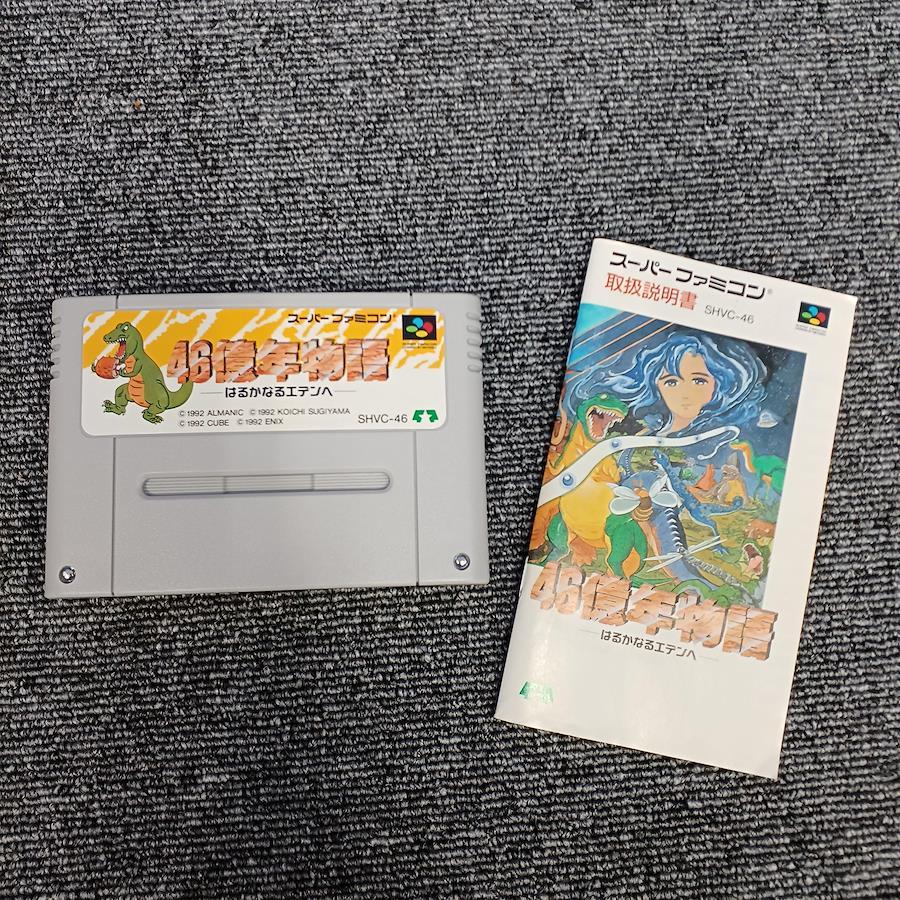 スーパーファミコン
46億年物語
はるかなるエデンへ
©1992 ALMANIC ©1992 KOICHI SUGIYAMA
©1992 CUBE ©1992 ENIX
SHVC-46
スーパーファミコン®
取扱説明書 SHVC-46
46億年物語
はるかなるエデンへ